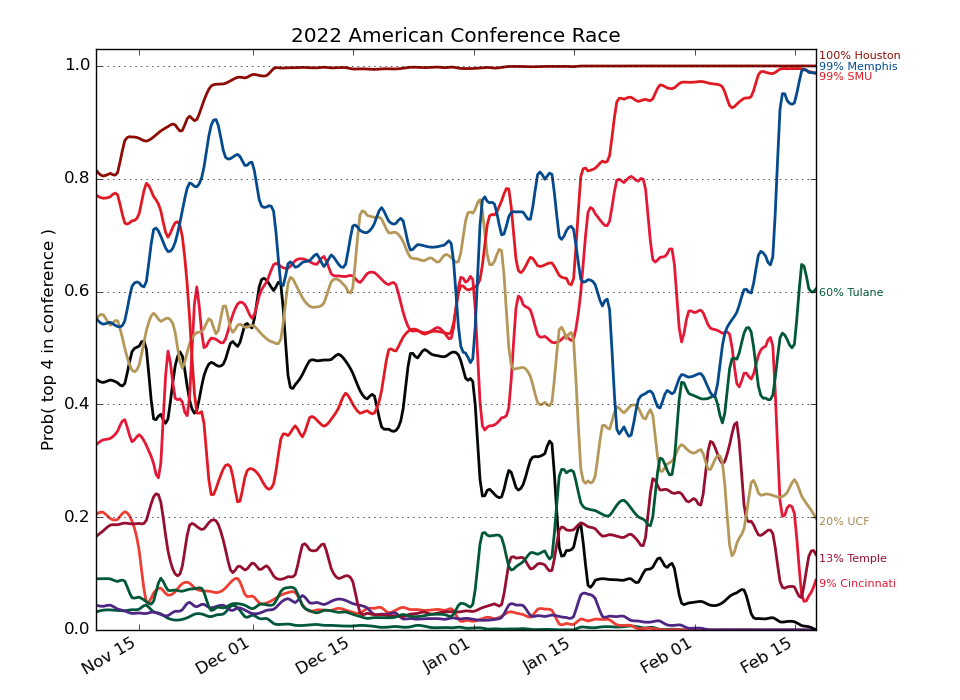 2022 American Conference Race
Prob( top 4 in conference )
1.0
0.8
0.6
0.4
0.2
0.0
Nov 15
Dec 01
Dec 15
Jan 01
Jan 15
Feb 01
Feb 15
100% Houston
99% Memphis
99% SMU
60% Tulane
20% UCF
13% Temple
9% Cincinnati